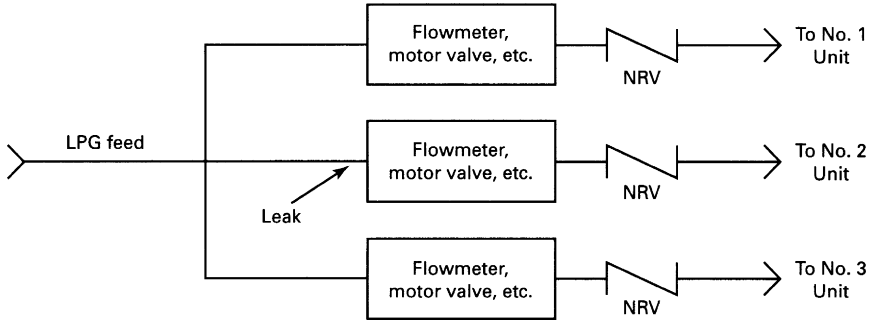 Flowmeter,
motor valve, etc.
NRV
To No. 1
Unit
LPG feed
Flowmeter,
motor valve, etc.
NRV
To No. 2
Unit
Leak
Flowmeter,
motor valve, etc.
NRV
To No. 3
Unit